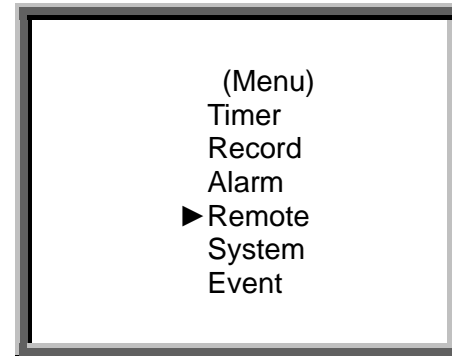 (Menu)
Timer
Record
Alarm
►Remote
System
Event